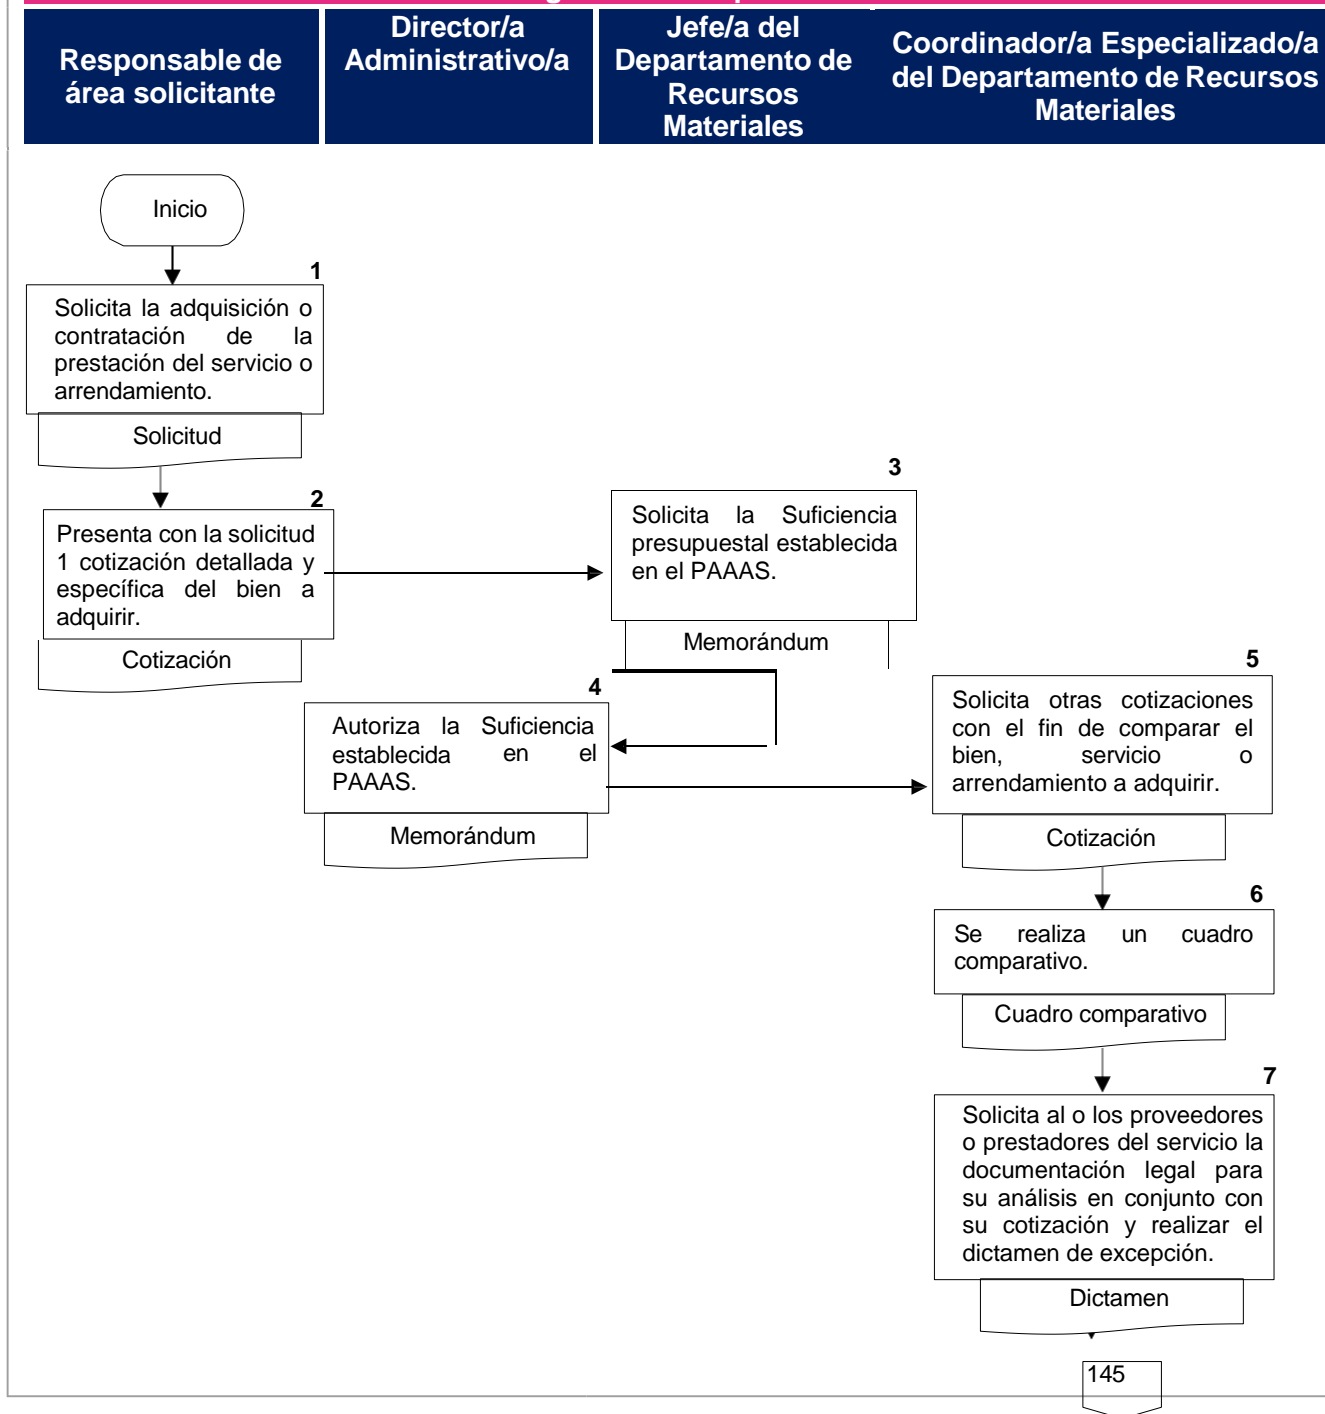 Responsable de
área solicitante
Director/a
Administrativo/a
Jefe/a del
Departamento de
Recursos
Materiales
Coordinador/a Especializado/a
del Departamento de Recursos
Materiales
Inicio
1
Solicita la adquisición o
contratación de la
prestación del servicio o
arrendamiento.
Solicitud
2
Presenta con la solicitud
1 cotización detallada y
específica del bien a
adquirir.
Cotización
3
Solicita la Suficiencia
presupuestal establecida
en el PAAAS.
Memorándum
4
Autoriza la Suficiencia
establecida en el
PAAAS.
Memorándum
5
Solicita otras cotizaciones
con el fin de comparar el
bien, servicio o
arrendamiento a adquirir.
Cotización
6
Se realiza un cuadro
comparativo.
Cuadro comparativo
7
Solicita al o los proveedores
o prestadores del servicio la
documentación legal para
su análisis en conjunto con
su cotización y realizar el
dictamen de excepción.
Dictamen
145